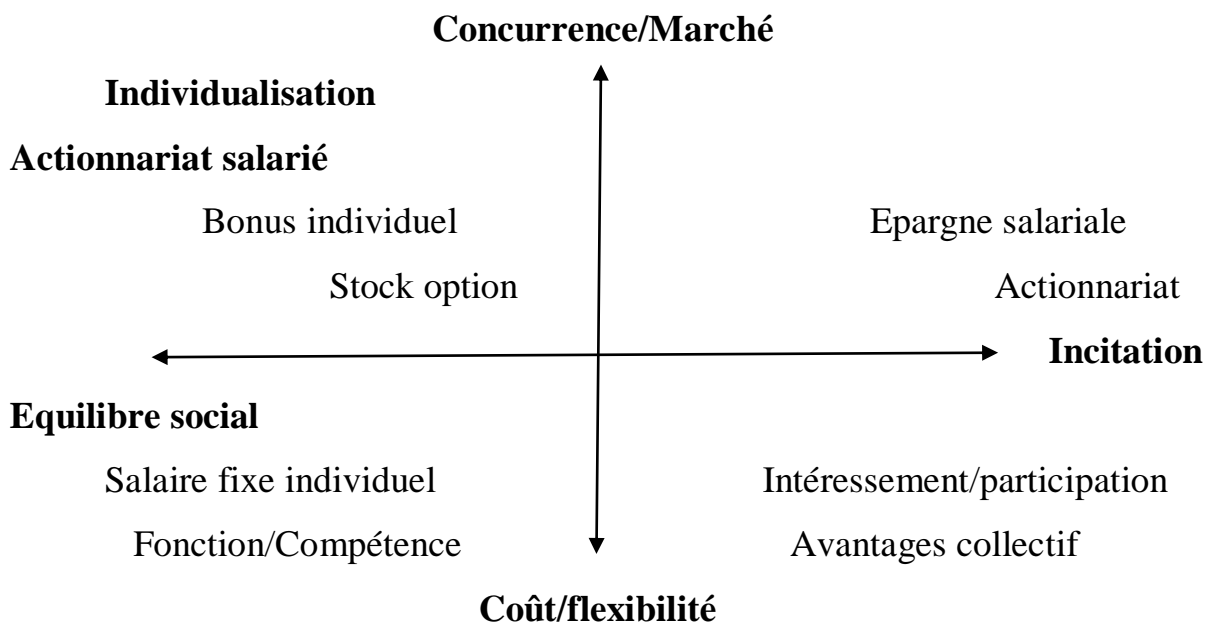 Concurrence/Marché
Individualisation
Actionnariat salarié
Bonus individuel
Epargne salariale
Stock option
Actionnariat
Incitation
Equilibre social
Salaire fixe individuel
Intéressement/participation
Fonction/Compétence
Avantages collectif
Coût/flexibilité